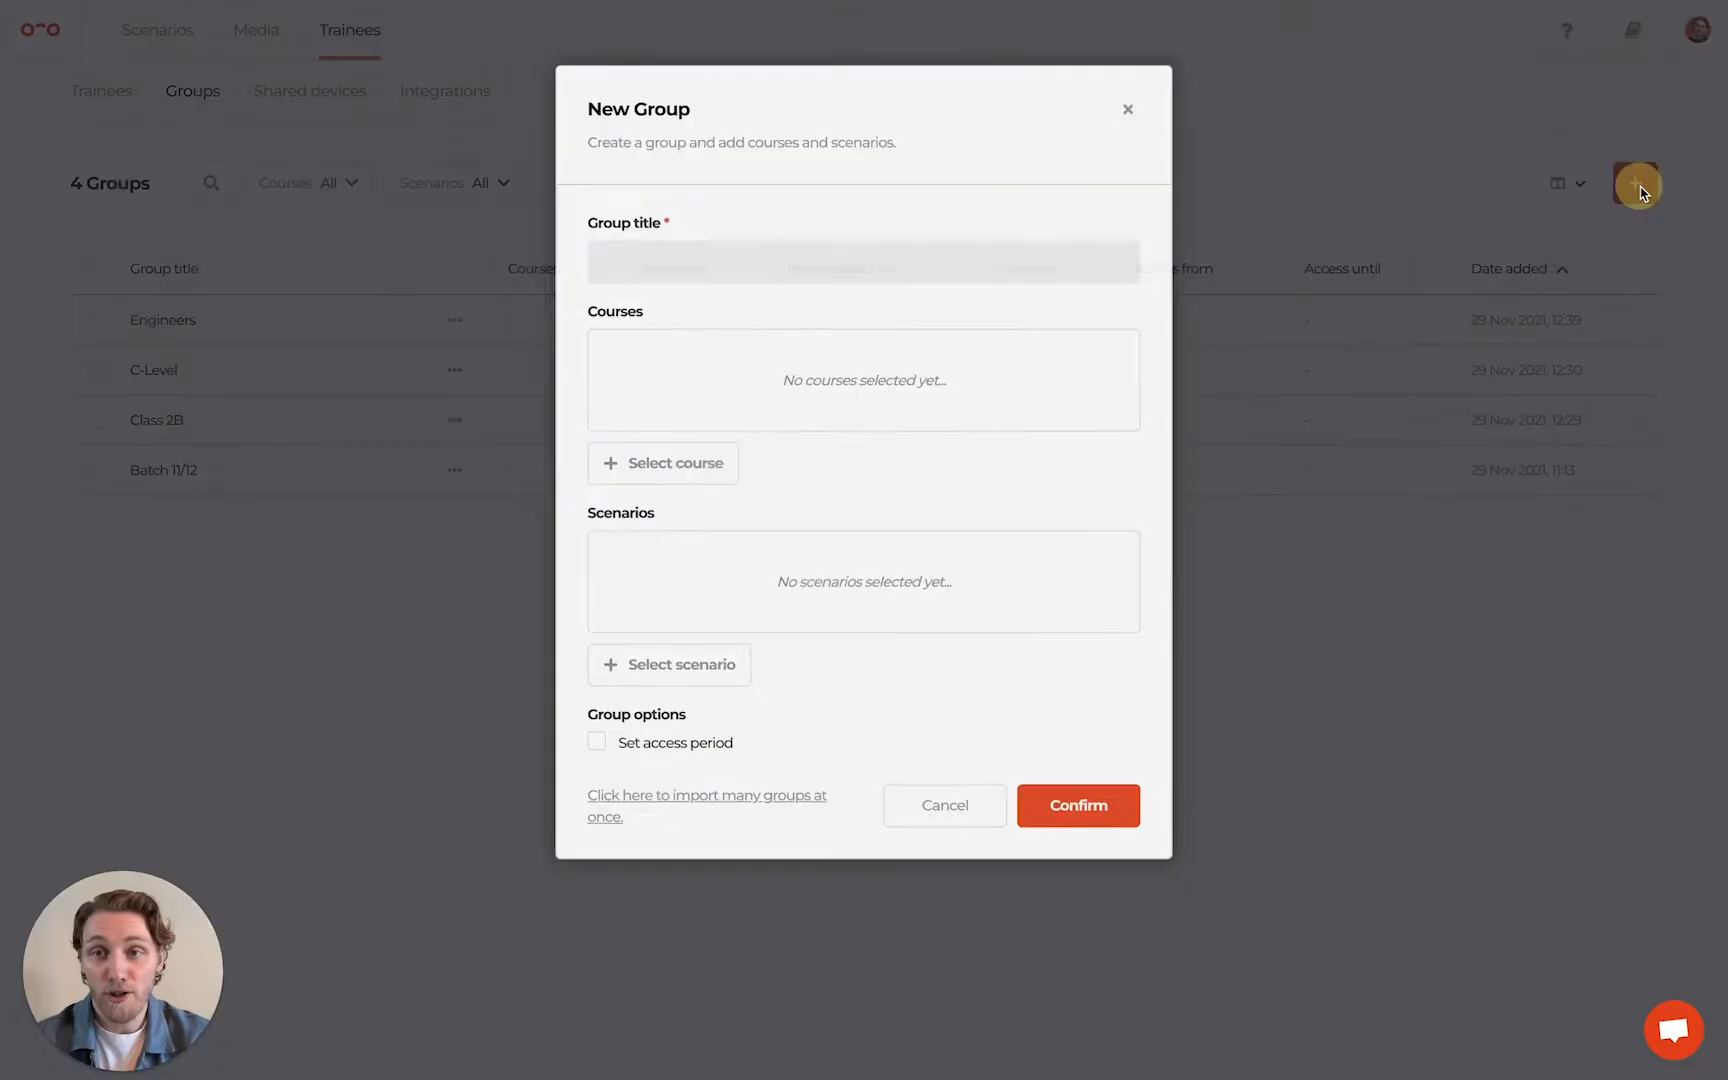 Scenarios
Media
Trainees
?
Trainees
Groups
Shared devices
Integrations
4 Groups
Courses All
Scenarios All
Group title
Access until
Date added
Engineers
-
29 Nov 2021, 12:39
C-Level
-
29 Nov 2021, 12:30
Class 2B
-
29 Nov 2021, 12:29
Batch 11/12
-
29 Nov 2021, 11:13
New Group
Create a group and add courses and scenarios.
Group title *
Courses
No courses selected yet...
+ Select course
Scenarios
No scenarios selected yet...
+ Select scenario
Group options
Set access period
Click here to import many groups at
once.
Cancel
Confirm